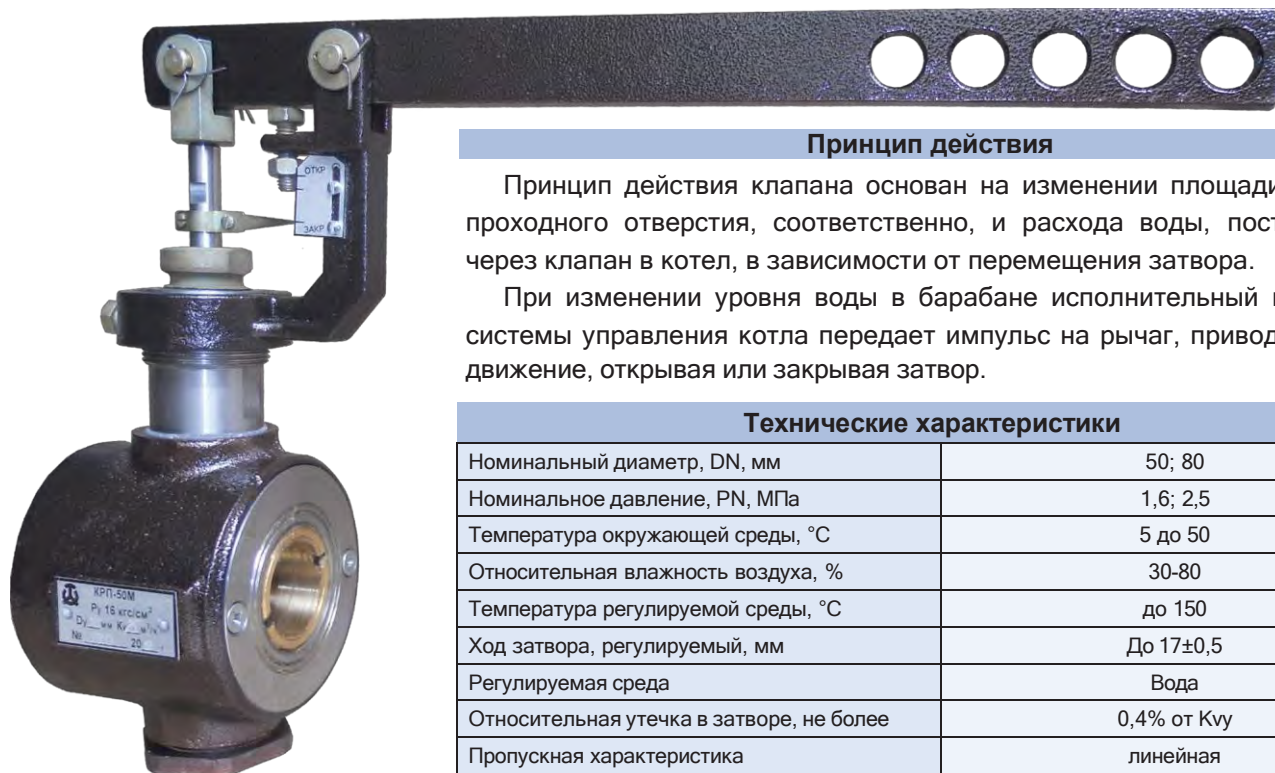 Принцип действия
Принцип действия клапана основан на изменении площади
проходного отверстия, соответственно, и расхода воды,
через клапан в котел, в зависимости от перемещения затвора.
При изменении уровня воды в барабане исполнительный
системы управления котла передает импульс на рычаг,
движение, открывая или закрывая затвор.
Технические характеристики
Номинальный диаметр, DN, мм 50; 80
Номинальное давление, PN, МПа 1,6; 2,5
Температура окружающей среды, °С 5 до 50
Относительная влажность воздуха, % 30-80
Температура регулируемой среды, °С до 150
Ход затвора, регулируемый, мм До 17±0,5
Регулируемая среда Вода
Относительная утечка в затворе, не более 0,4% от Kvy
Пропускная характеристика линейная
ОТКР
ЗАКР
КРП-50М
Ру 16 кгс/см²
Dy__мм Kv__м³/ч
№ 20